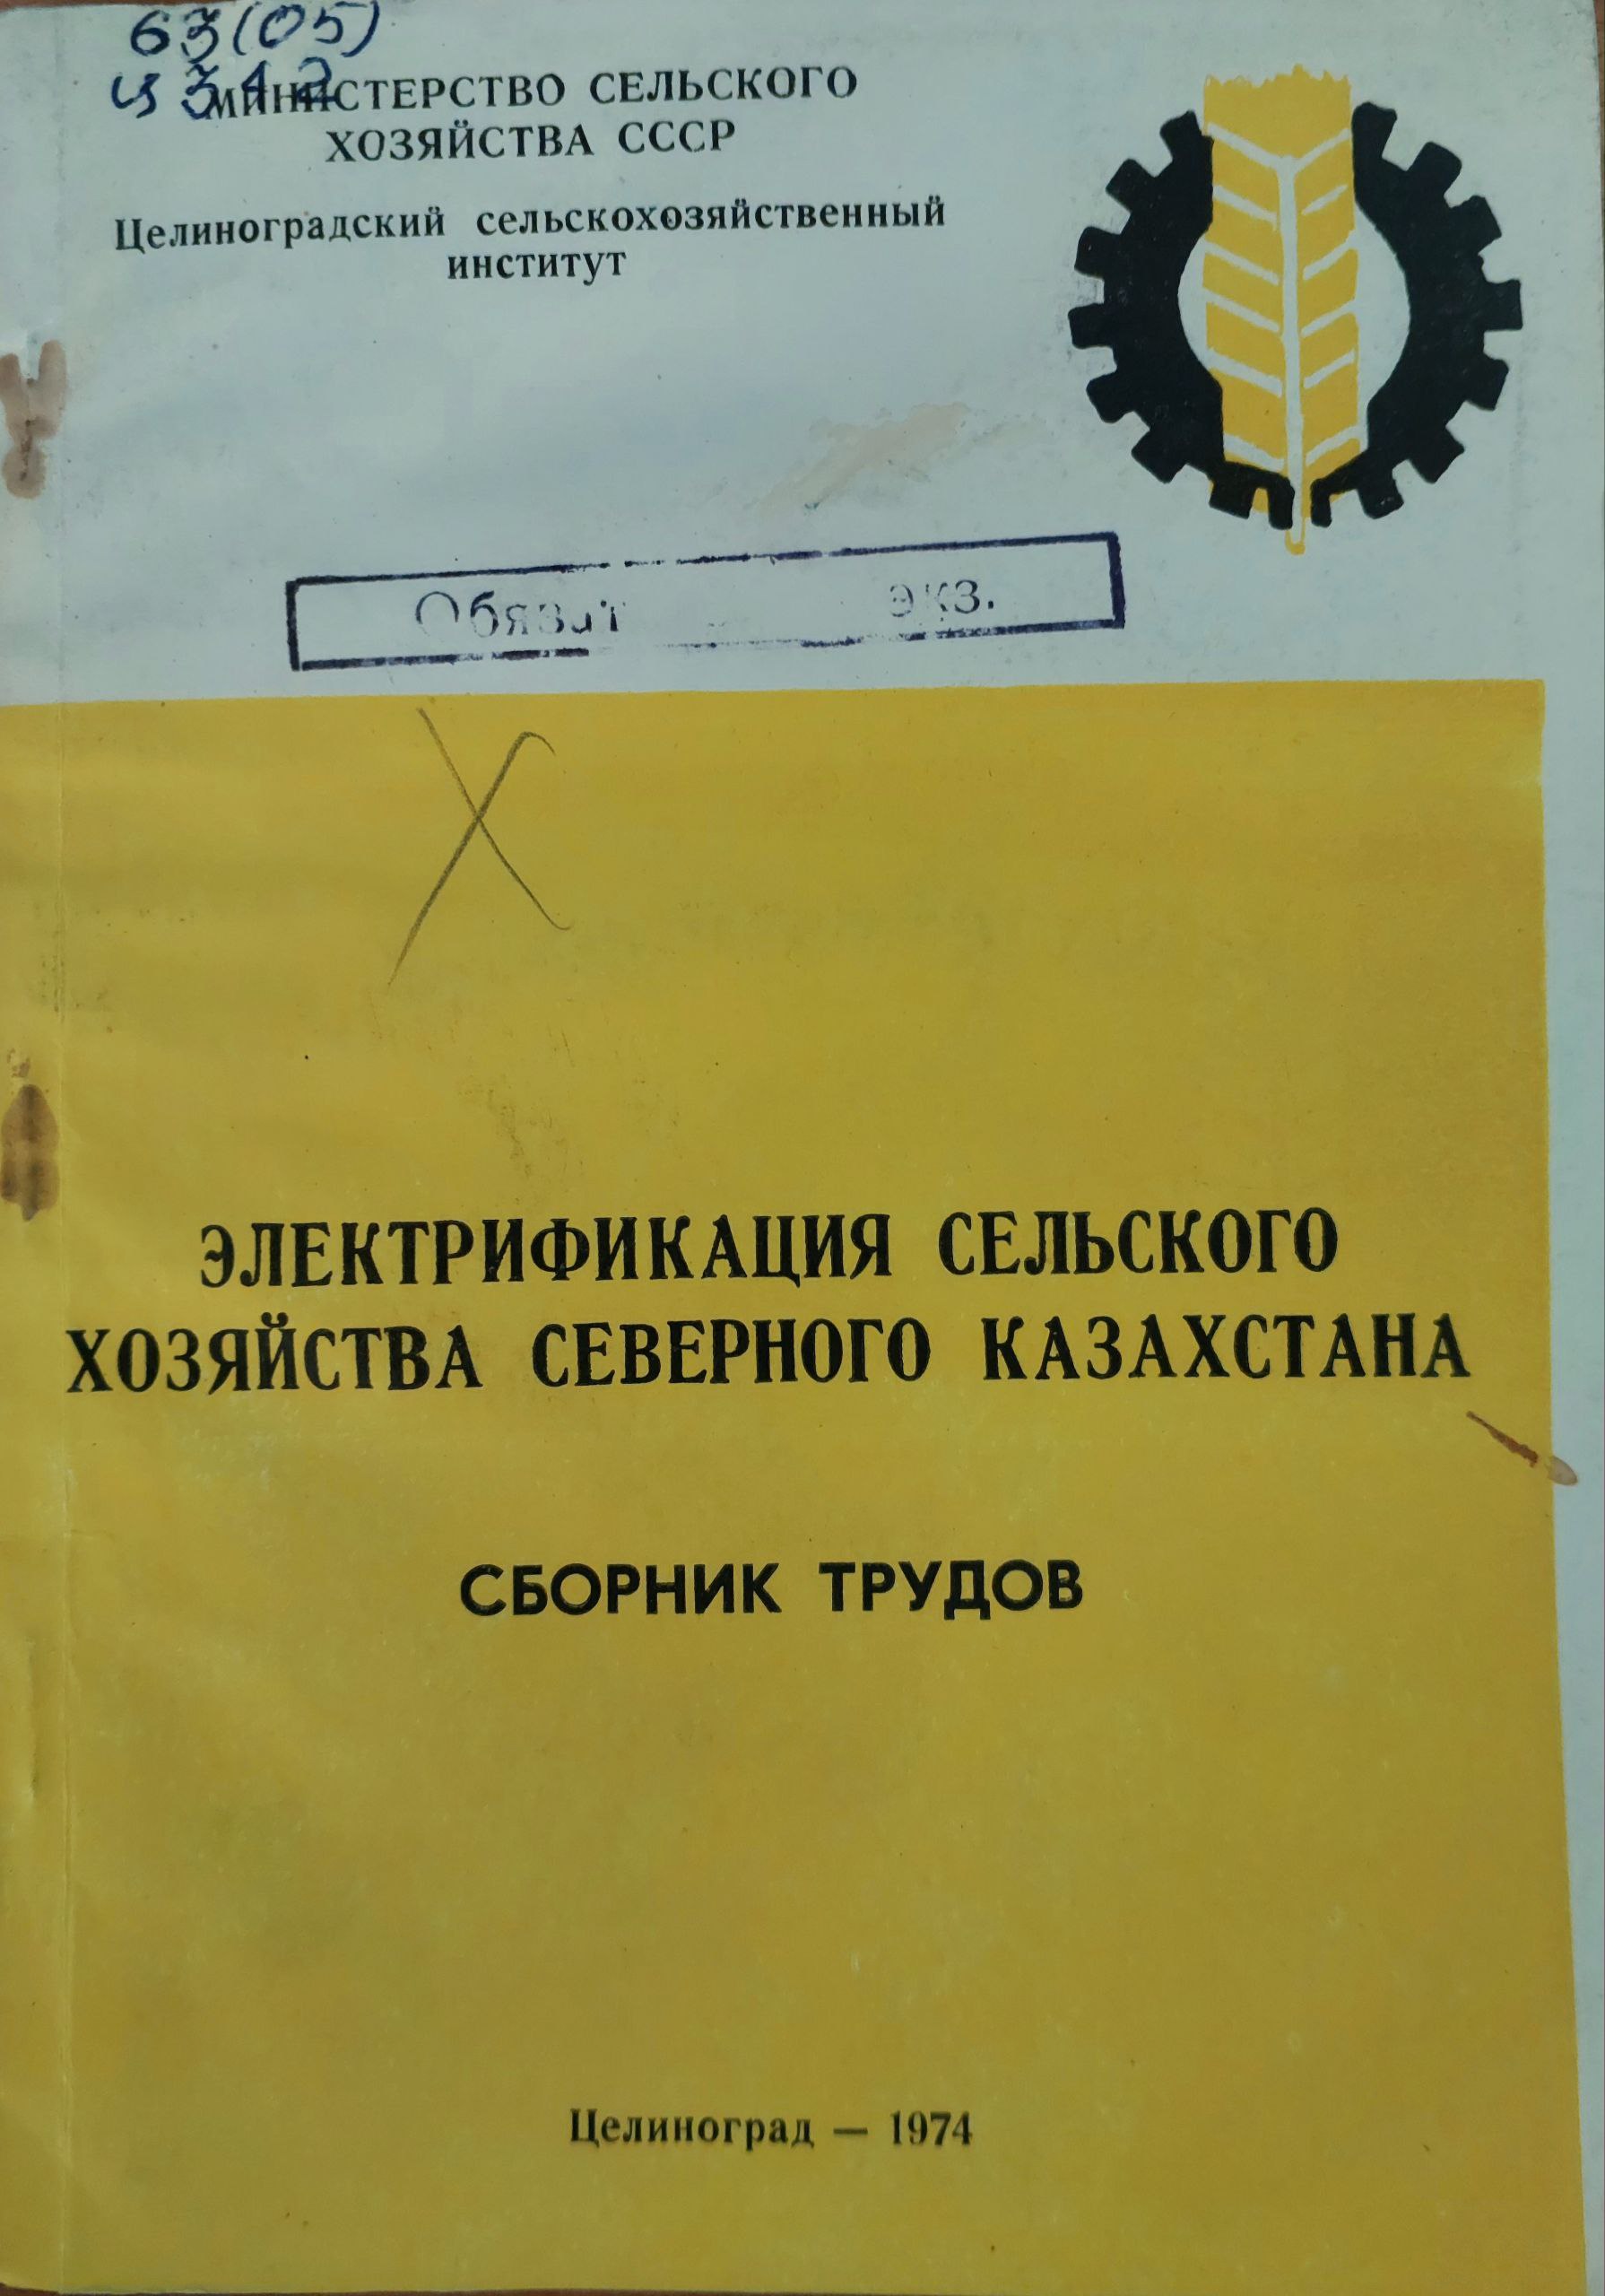 63(05)
МИНИСТЕРСТВО СЕЛЬСКОГО
ХОЗЯЙСТВА СССР
Целиноградский сельскохозяйственный
институт
экз.
ЭЛЕКТРИФИКАЦИЯ СЕЛЬСКОГО
ХОЗЯЙСТВА СЕВЕРНОГО КАЗАХСТАНА
СБОРНИК ТРУДОВ
Целиноград — 1974